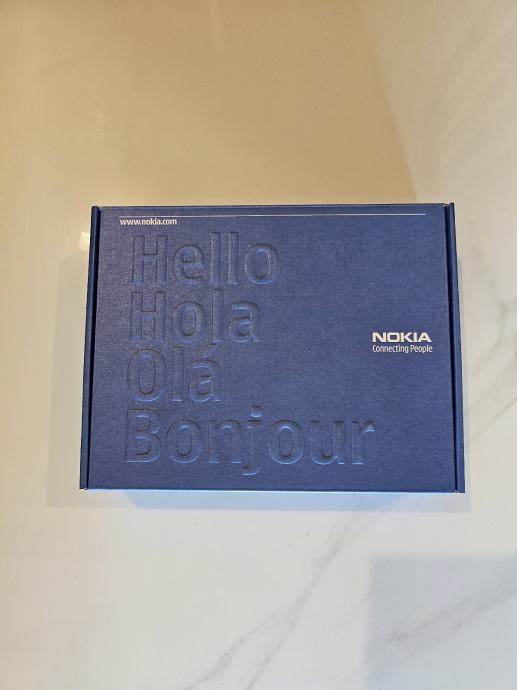 www.nokia.com
Hello
Hola
Olá
Bonjour
NOKIA
Connecting People